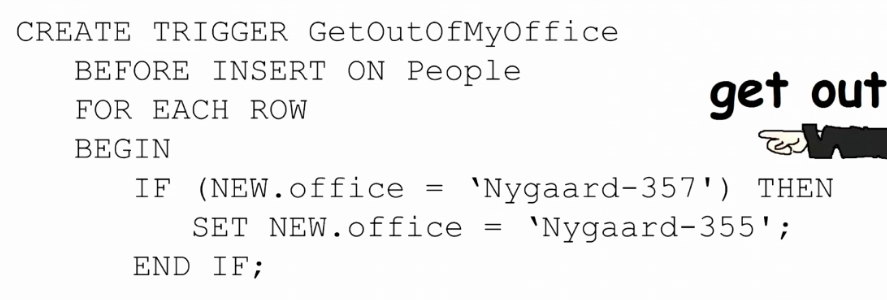 CREATE TRIGGER GetOutOfMyOffice
BEFORE INSERT ON People
get out
FOR EACH ROW
BEGIN
IF (NEW.office = ‛Nygaard-357') THEN
SET NEW.office = ‛Nygaard-355';
END IF;